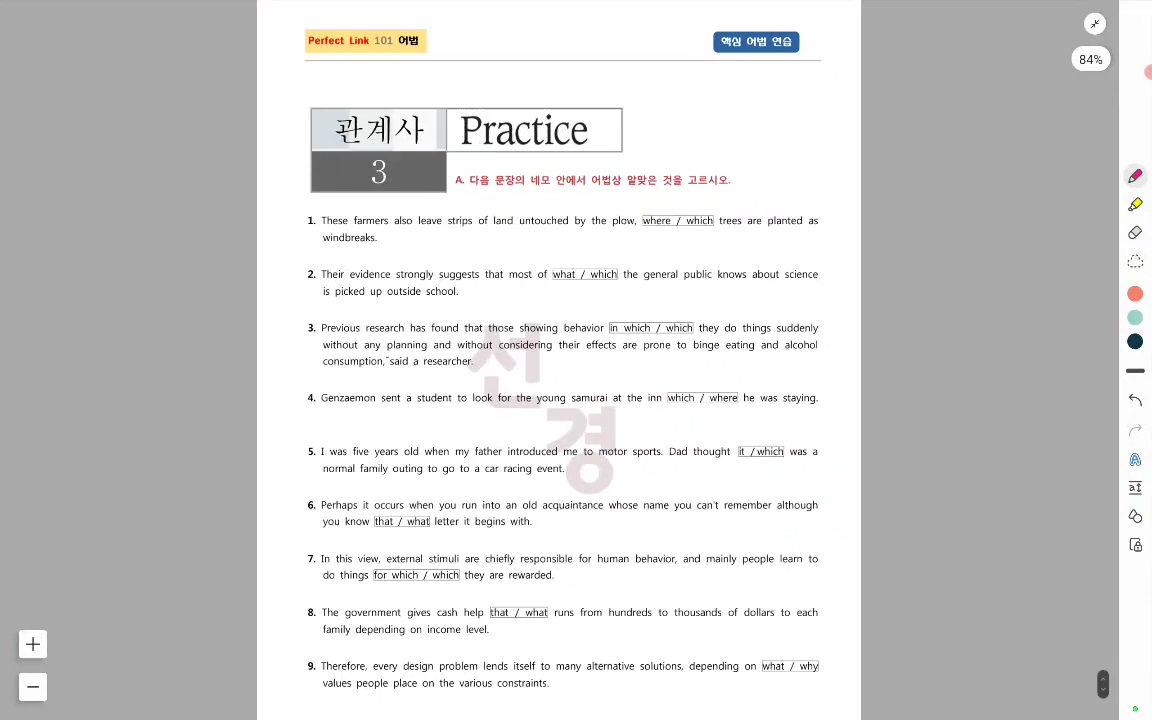 Perfect Link 101 어법
핵심 어법 연습
84%
관계사 Practice
3
A. 다음 문장의 네모 안에서 어법상 알맞은 것을 고르시오.
1. These farmers also leave strips of land untouched by the plow, where / which trees are planted as
windbreaks.
2. Their evidence strongly suggests that most of what / which the general public knows about science
is picked up outside school.
3. Previous research has found that those showing behavior in which / which they do things suddenly
without any planning and without considering their effects are prone to binge eating and alcohol
consumption,"said a researcher.
4. Genzaemon sent a student to look for the young samurai at the inn which / where he was staying.
5. I was five years old when my father introduced me to motor sports. Dad thought it / which was a
normal family outing to go to a car racing event.
6. Perhaps it occurs when you run into an old acquaintance whose name you can't remember although
you know that / what letter it begins with.
7. In this view, external stimuli are chiefly responsible for human behavior, and mainly people learn to
do things for which / which they are rewarded.
8. The government gives cash help that / what runs from hundreds to thousands of dollars to each
family depending on income level.
9. Therefore, every design problem lends itself to many alternative solutions, depending on what / why
values people place on the various constraints.
선경